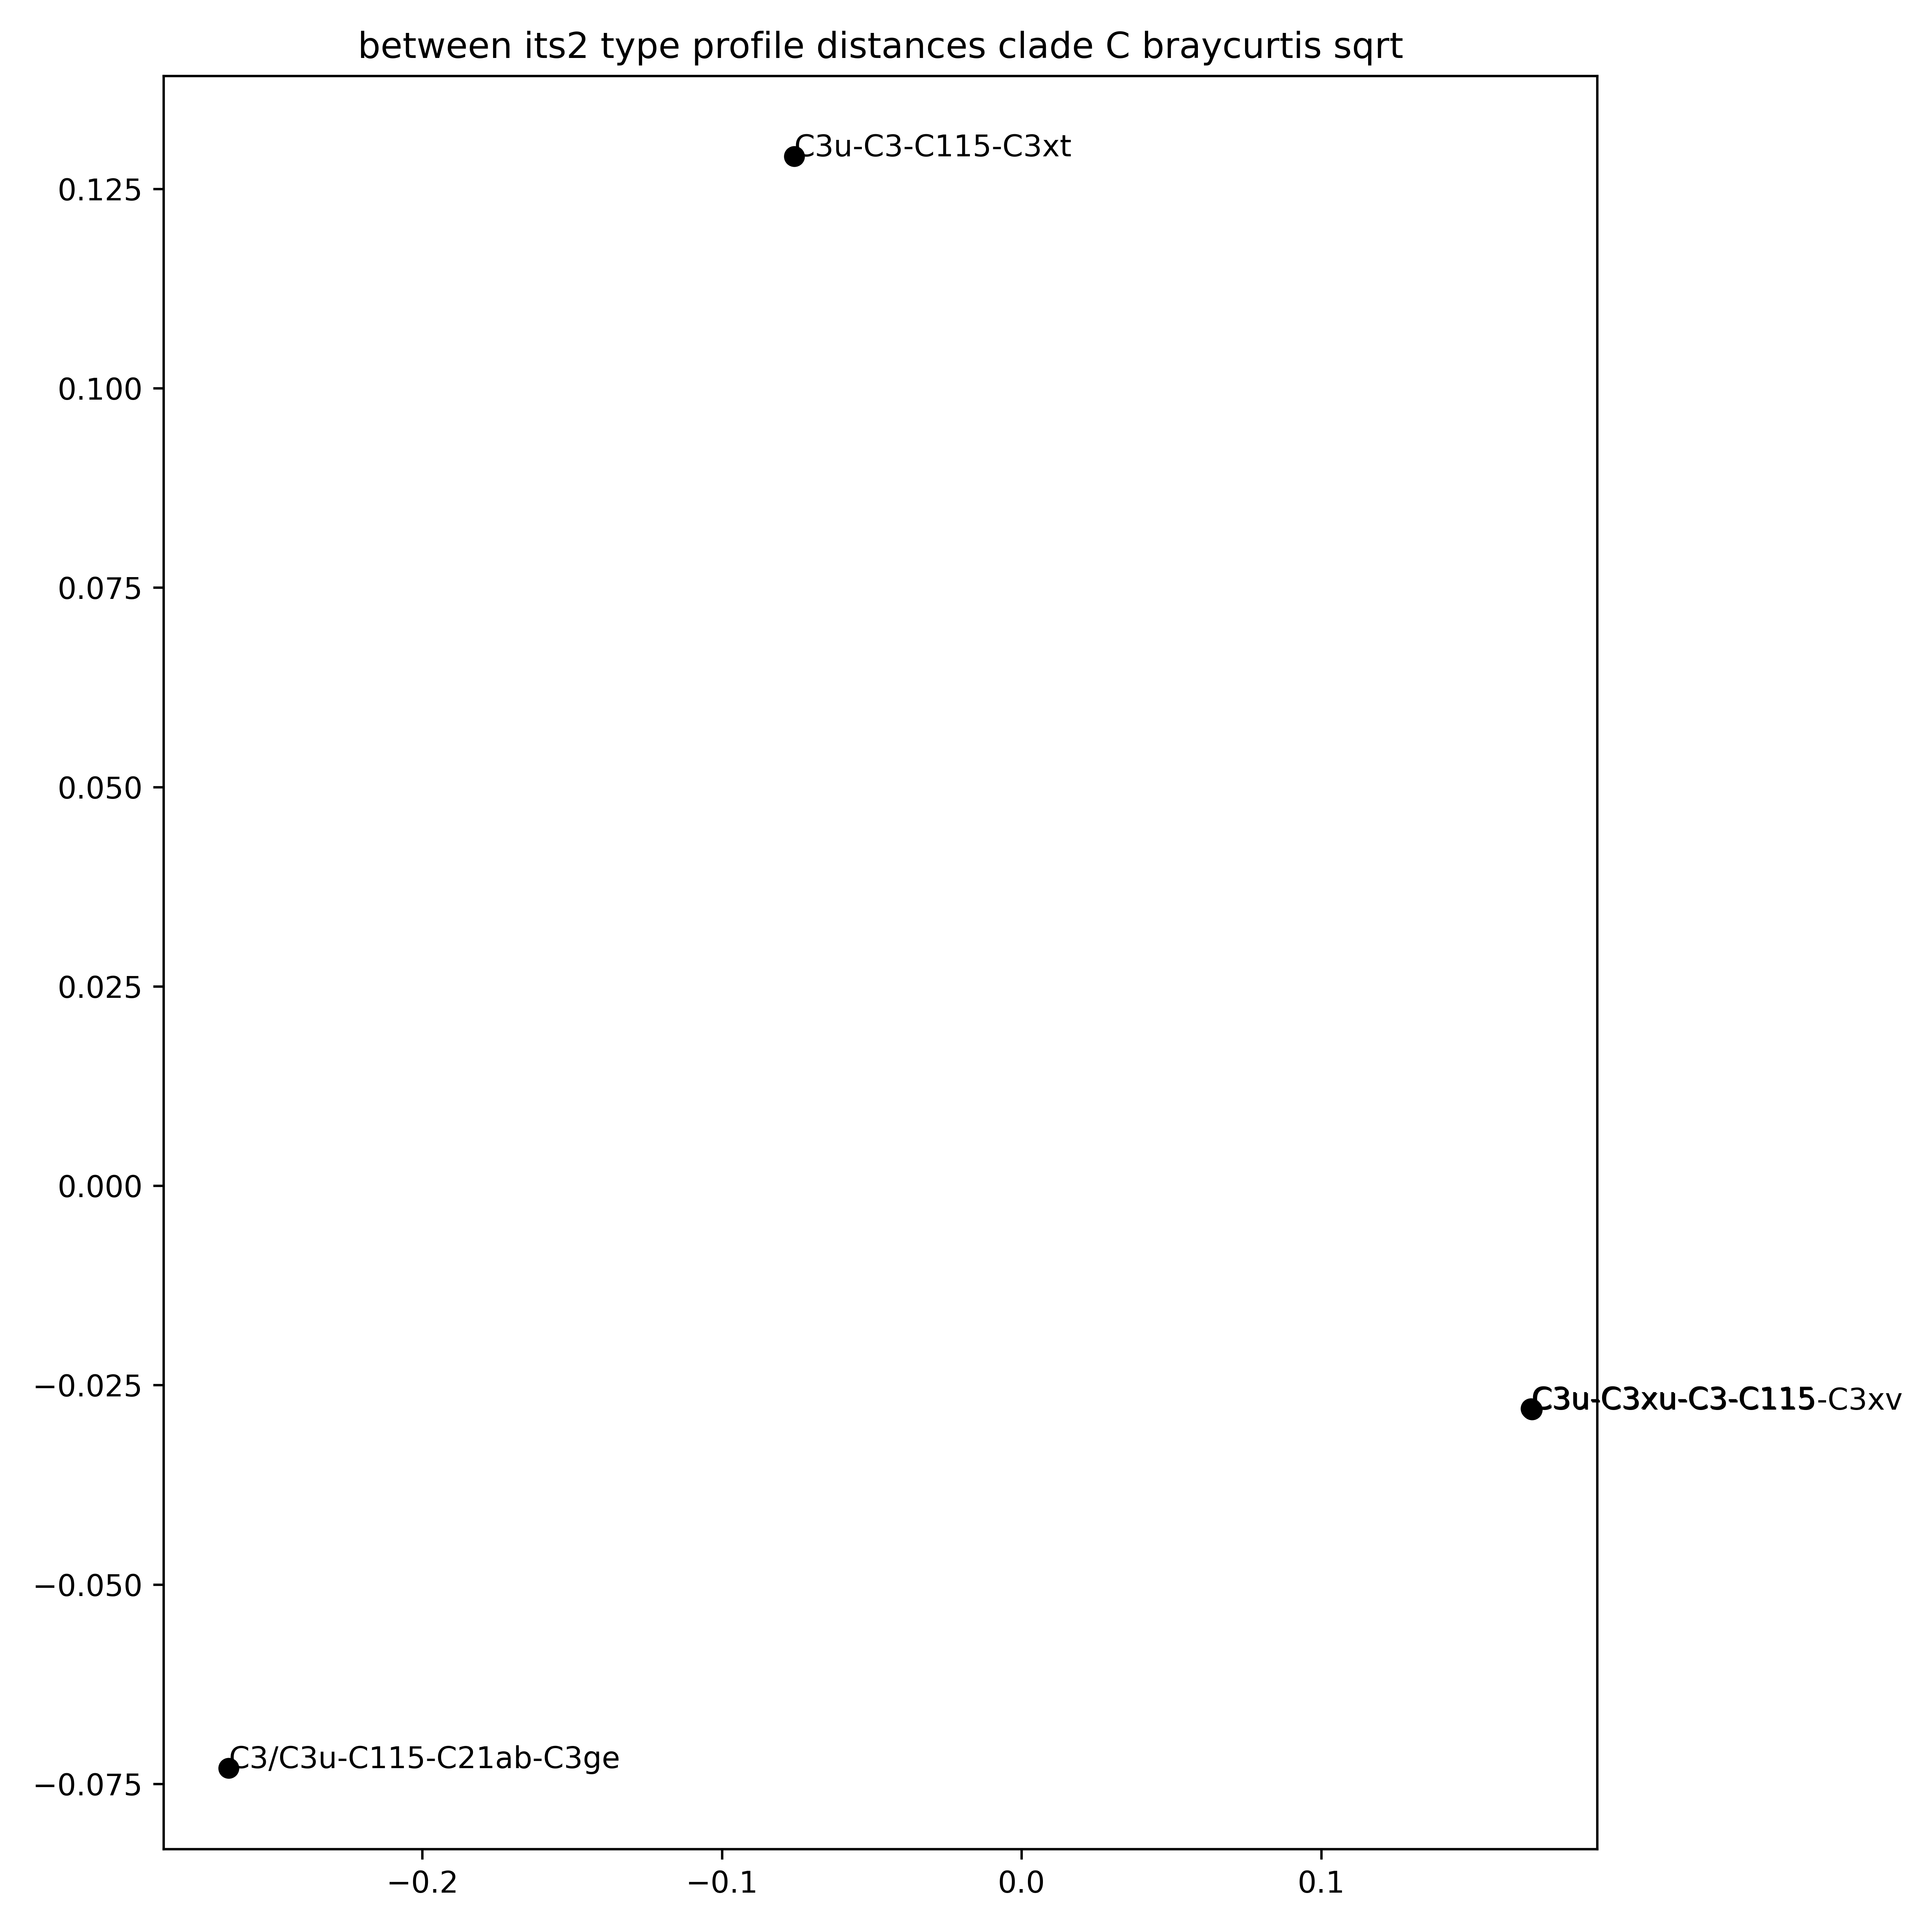 between its2 type profile distances clade C braycurtis sqrt
C3u-C3-C115-C3xt
0.125
0.100
0.075
0.050
0.025
0.000
−0.025
C3u-C3xu-C3-C115-C3xv
−0.050
C3/C3u-C115-C21ab-C3ge
−0.075
−0.2 −0.1 0.0 0.1